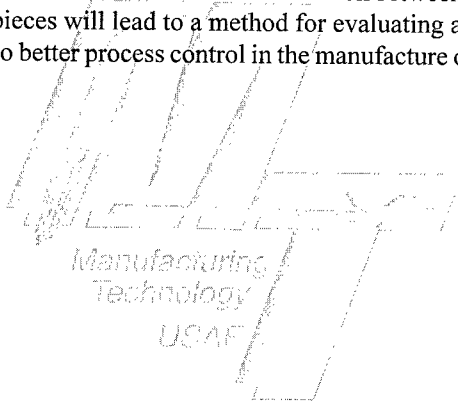 pieces will lead to a method for evaluating a
o better process control in the manufacture o
Manufacturing
Technology
USAF